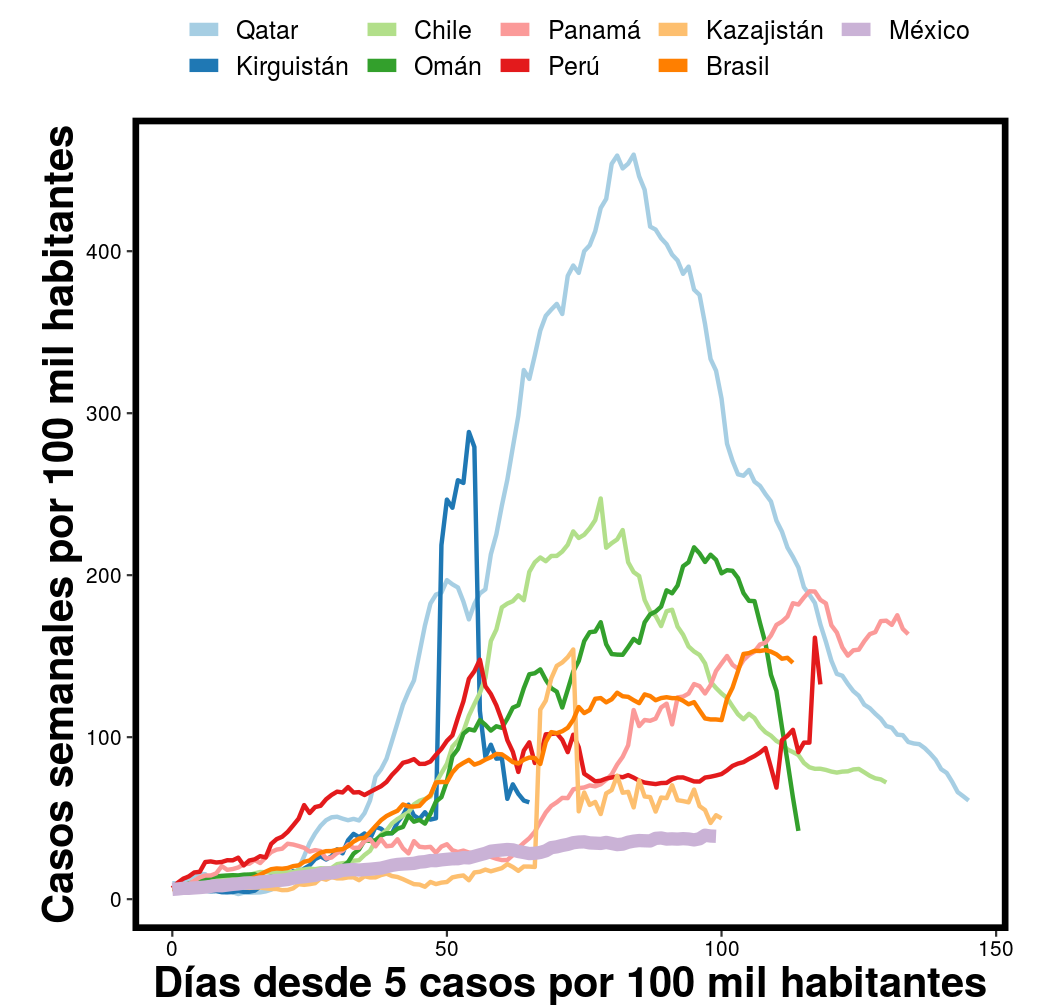 Qatar Chile Panamá Kazajistán México
Kirguistán Omán Perú Brasil
Casos semanales por 100 mil habitantes
400
300
200
100
0
0 50 100 150
Días desde 5 casos por 100 mil habitantes